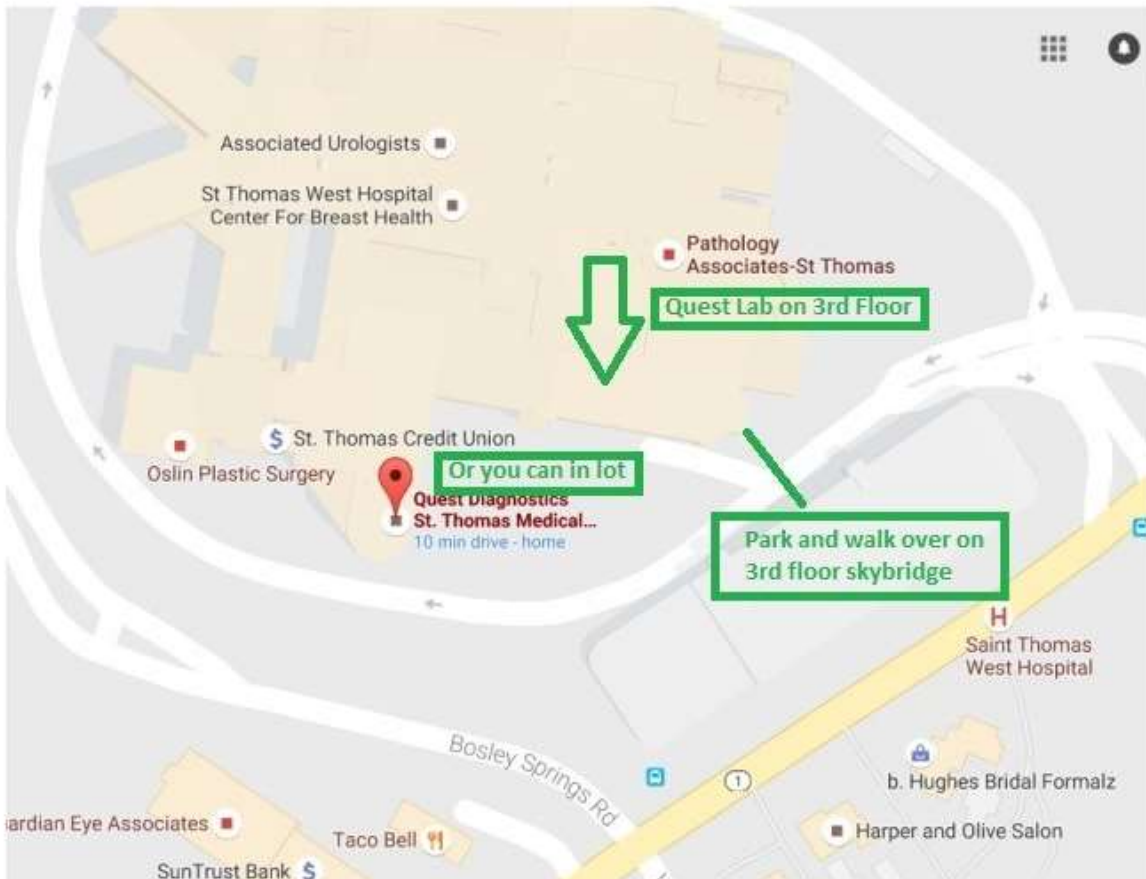 Associated Urologists
St Thomas West Hospital
Center For Breast Health
Pathology
Associates-St Thomas
Quest Lab on 3rd Floor
$ St. Thomas Credit Union
Oslin Plastic Surgery
Or you can in lot
Quest Diagnostics
St. Thomas Medical...
10 min drive - home
Park and walk over on
3rd floor skybridge
H
Saint Thomas
West Hospital
Bosley Springs Rd
1
b. Hughes Bridal Formalz
ardian Eye Associates
Taco Bell
Harper and Olive Salon
SunTrust Bank $